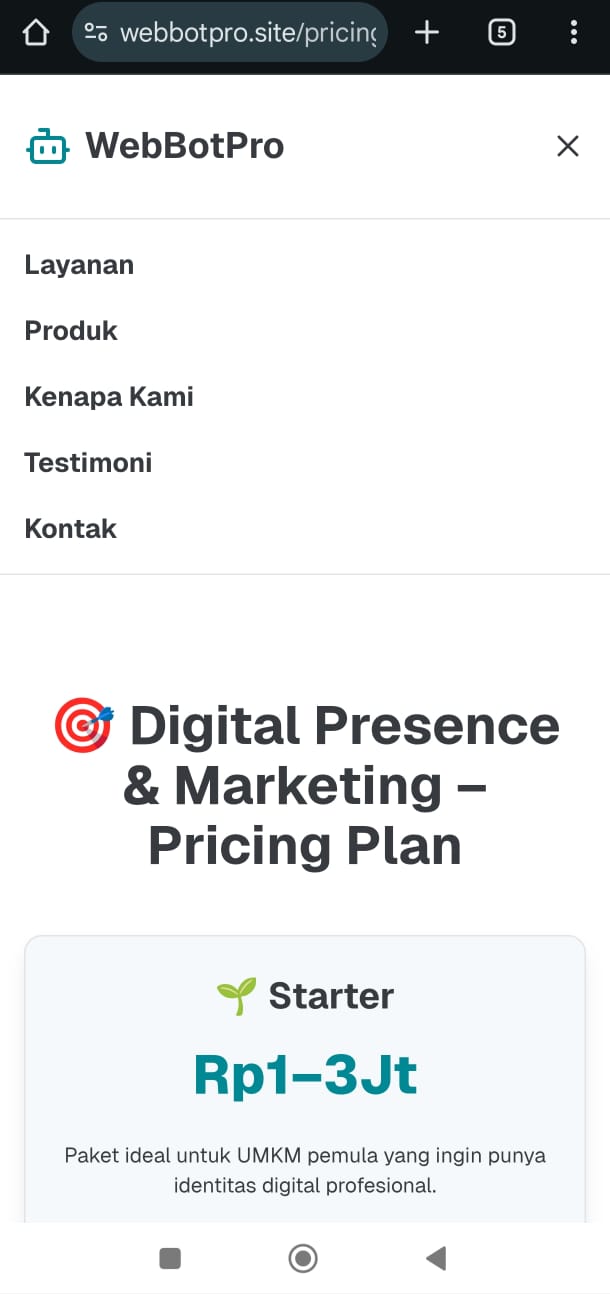 webbotpro.site/pricing
5
WebBotPro
Layanan
Produk
Kenapa Kami
Testimoni
Kontak
🎯 Digital Presence
& Marketing –
Pricing Plan
🌱 Starter
Rp1–3Jt
Paket ideal untuk UMKM pemula yang ingin punya
identitas digital profesional.